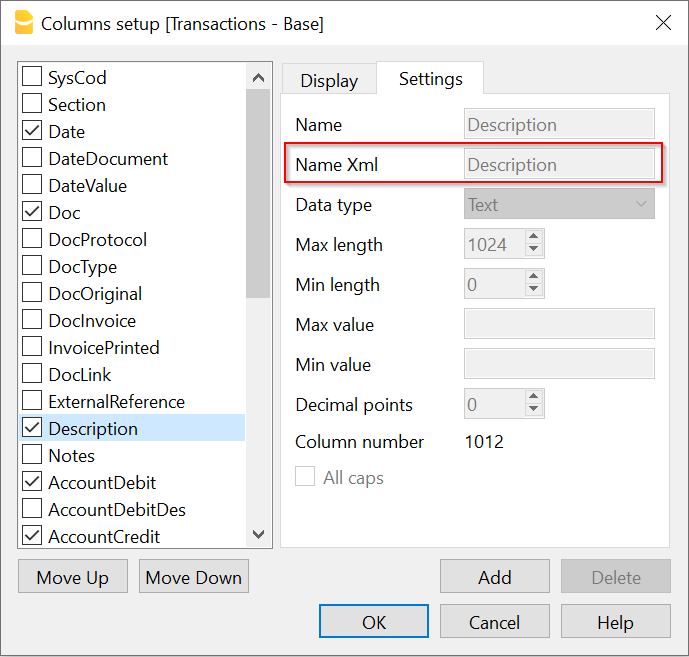 Columns setup [Transactions - Base]
SysCod
Section
Date
DateDocument
DateValue
Doc
DocProtocol
DocType
DocOriginal
DocInvoice
InvoicePrinted
DocLink
ExternalReference
Description
Notes
AccountDebit
AccountDebitDes
AccountCredit
Move Up Move Down
Display Settings
Name Description
Name Xml Description
Data type Text
Max length 1024
Min length 0
Max value
Min value
Decimal points 0
Column number 1012
All caps
Add Delete
OK Cancel Help